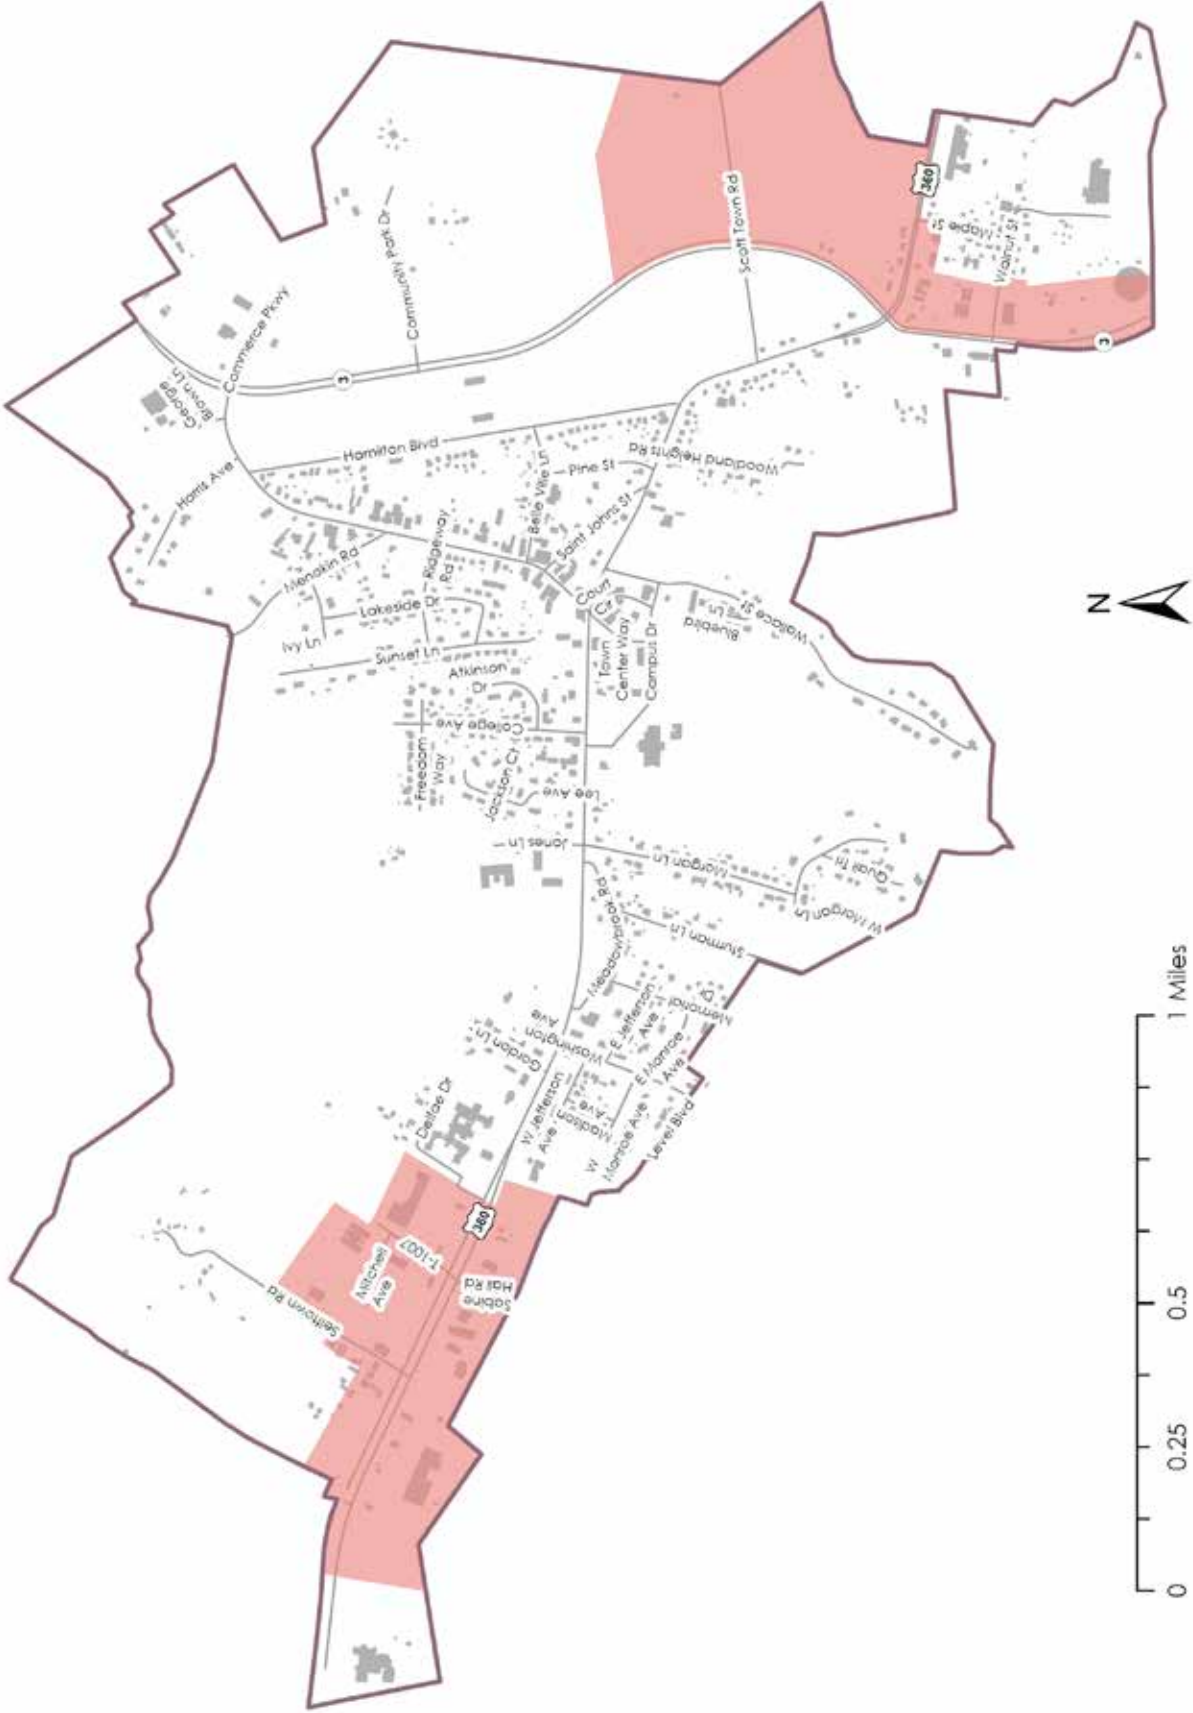 George
Brown Ln
Commerce Pkwy
Community Park Dr
3
Harris Ave
Hamilton Blvd
Scott Town Rd
360
Maple St
Walnut St
3
Menokin Rd
Ridgeway
Rd
Belle Ville Ln
Pine St
Saint Johns St
Woodland Heights Rd
Ivy Ln
Lakeside Dr
Sunset Ln
Atkinson
Dr
Court
Cir
Town
Center Way
Campus Dr
Bluebird
Ln
Wallace St
N
Freedom
Way
College Ave
Jackson Ct
Lee Ave
Jones Ln
Morgan Ln
W Morgan Ln
Quail Trl
Meadowbrook Rd
Sturman Ln
Gordon Ln
Washington
Ave
E Jefferson
Ave
Memorial
Dr
E Monroe
Ave
Delfae Dr
W Jefferson
Ave
Madison
Ave
W
Monroe Ave
Level Blvd
360
Selftown Rd
Mitchell
Ave
T-1007
Sabine
Hall Rd
0
0.25
0.5
1 Miles